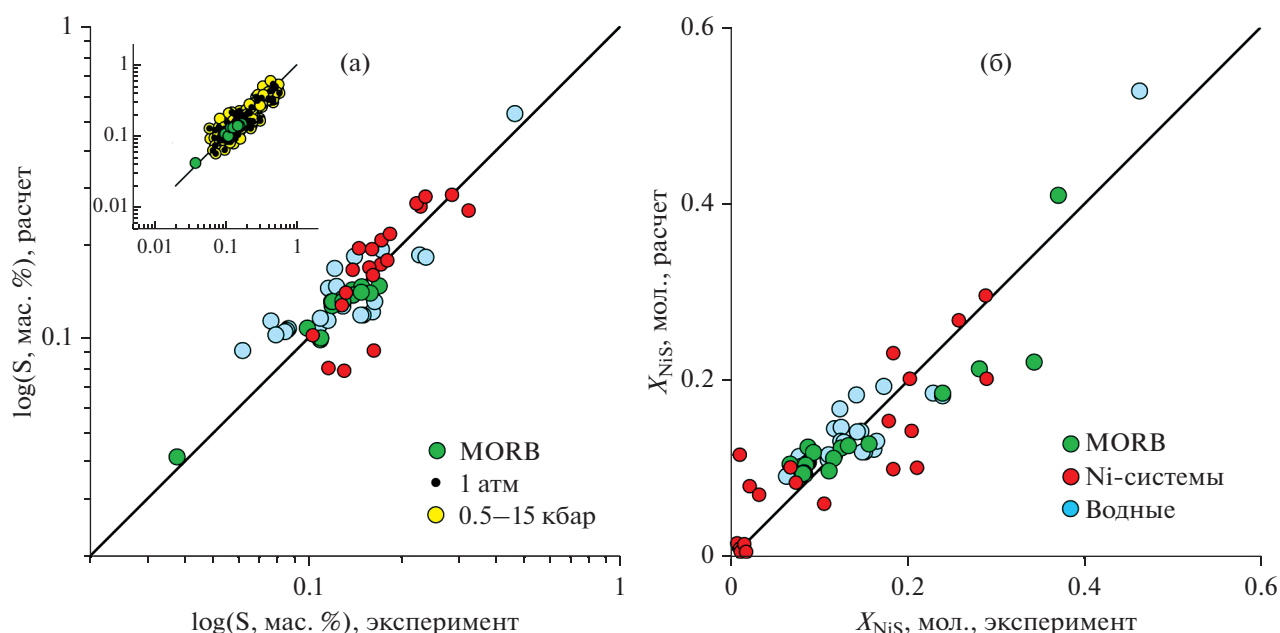 (а)
1
0.1
0.01
0.01
0.1
1
1
0.1
log(S, мас. %), расчет
MORB
1 атм
0.5–15 кбар
0.1
1
log(S, мас. %), эксперимент
(б)
0.6
0.4
0.2
0
X_NiS, мол., расчет
MORB
Ni-системы
Водные
0
0.2
0.4
0.6
X_NiS, мол., эксперимент